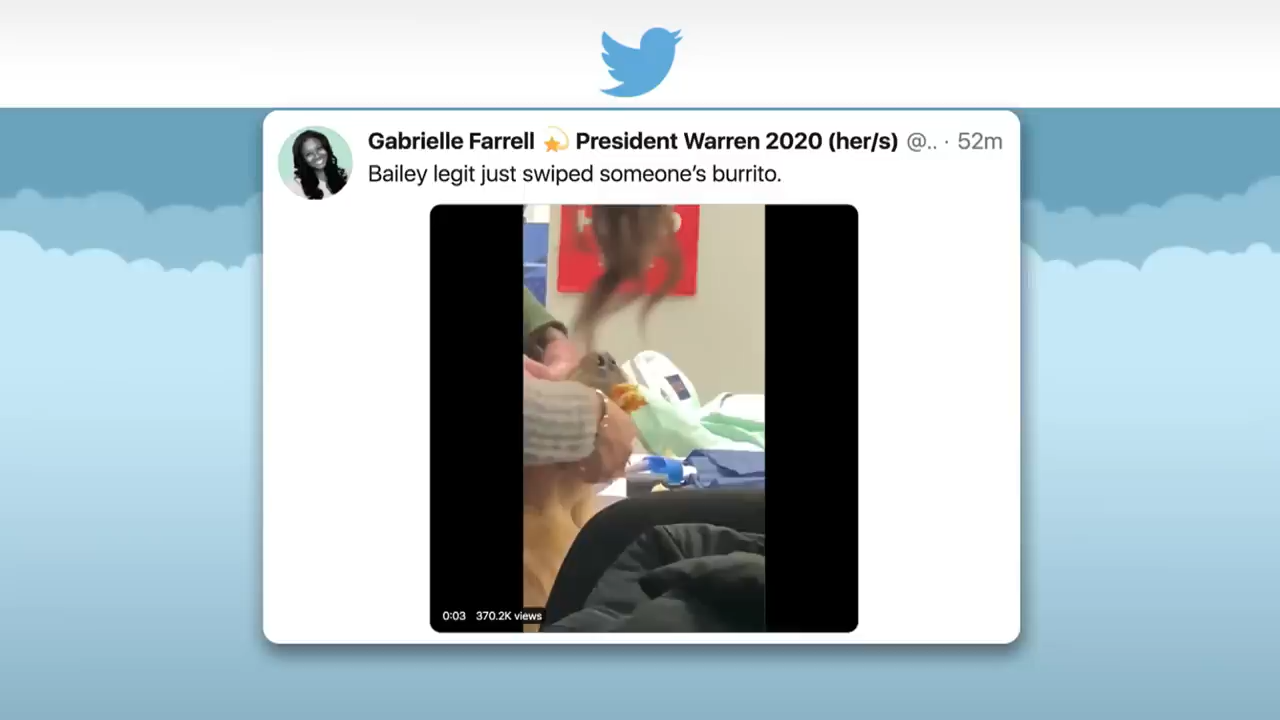 Gabrielle Farrell 💫 President Warren 2020 (her/s) @.. · 52m
Bailey legit just swiped someone’s burrito.
0:03 370.2K views